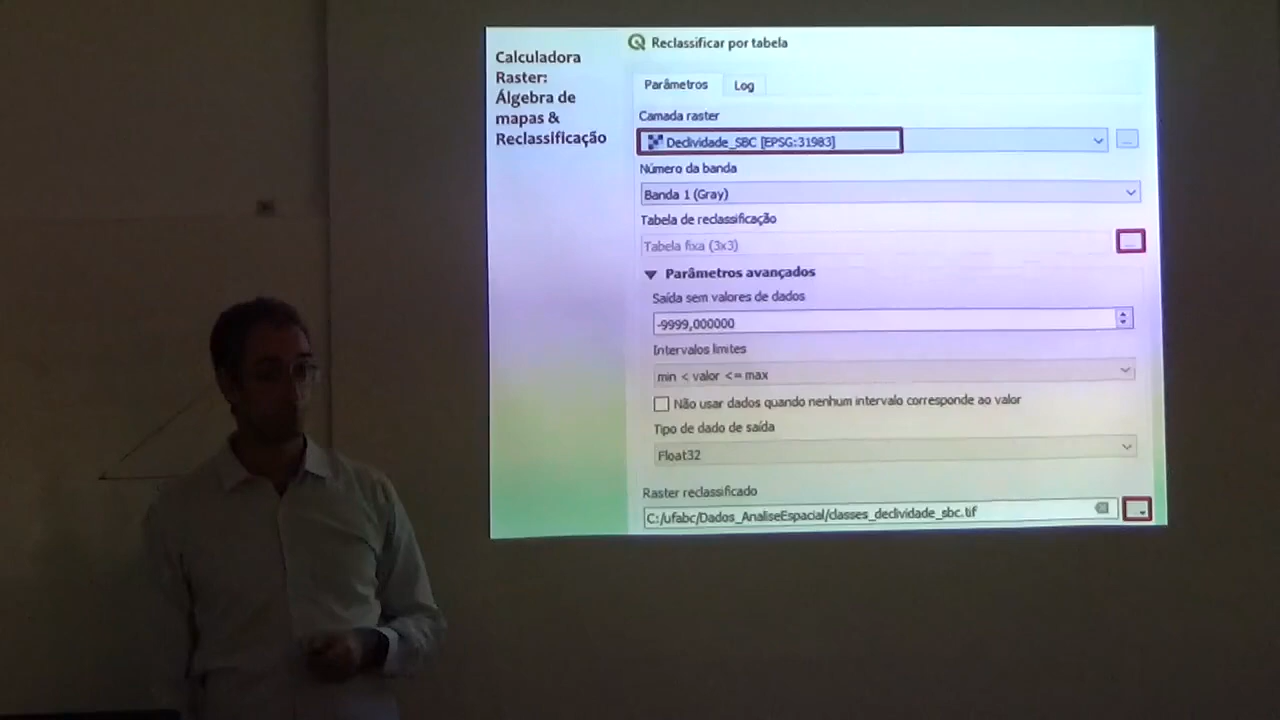 Calculadora
Raster:
Álgebra de
mapas &
Reclassificação
Reclassificar por tabela
Parâmetros
Log
Camada raster
Declividade_SBC [EPSG:31983]
...
Número da banda
Banda 1 (Gray)
Tabela de reclassificação
Tabela fixa (3x3)
...
Parâmetros avançados
Saída sem valores de dados
-9999,000000
Intervalos limites
min < valor <= max
Não usar dados quando nenhum intervalo corresponde ao valor
Tipo de dado de saída
Float32
Raster reclassificado
C:/ufabc/Dados_AnaliseEspacial/classes_declividade_sbc.tif